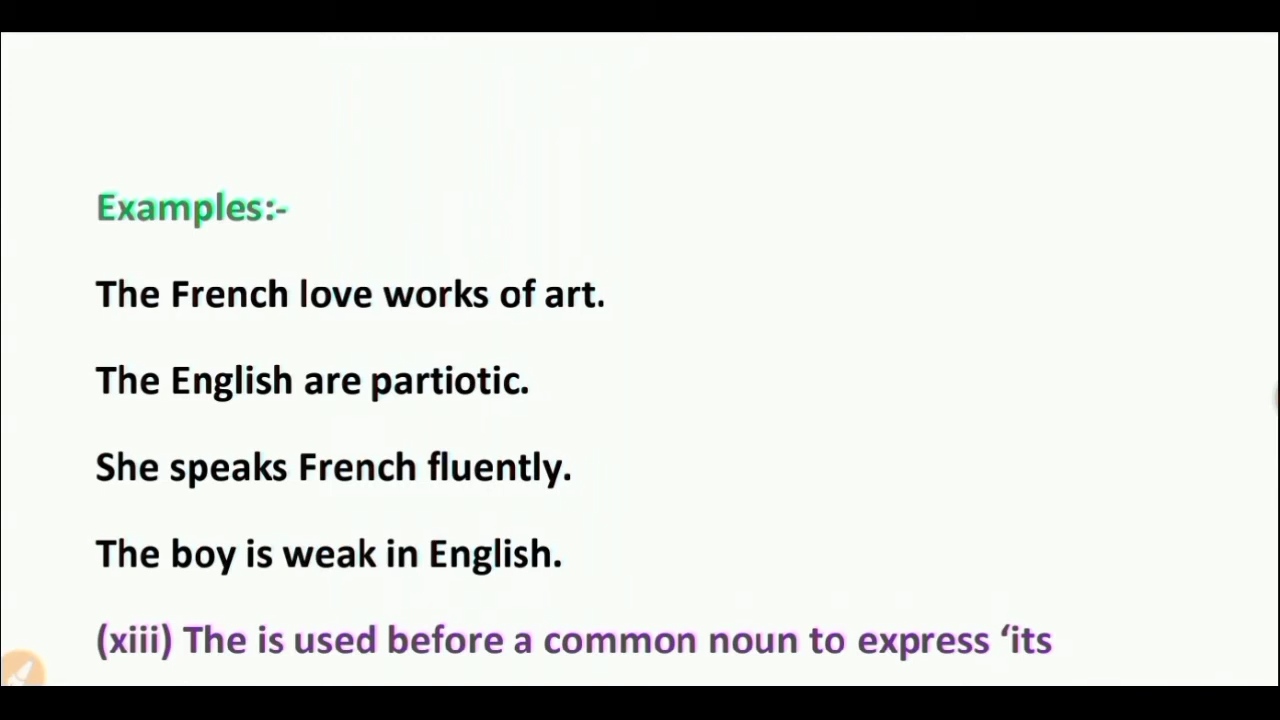 Examples:-
The French love works of art.
The English are partiotic.
She speaks French fluently.
The boy is weak in English.
(xiii) The is used before a common noun to express ‘its